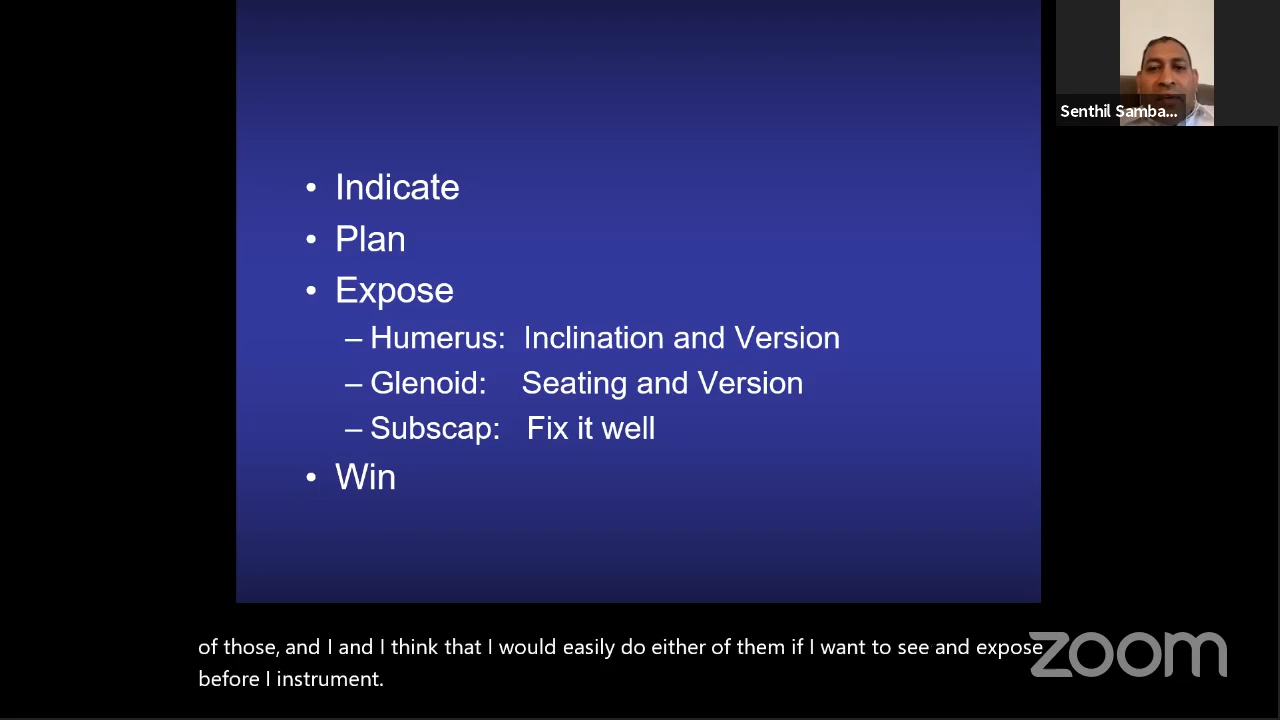 Senthil Samba...
• Indicate
• Plan
• Expose
– Humerus: Inclination and Version
– Glenoid: Seating and Version
– Subscap: Fix it well
• Win
of those, and I and I think that I would easily do either of them if I want to see and expose
before I instrument.
zoom